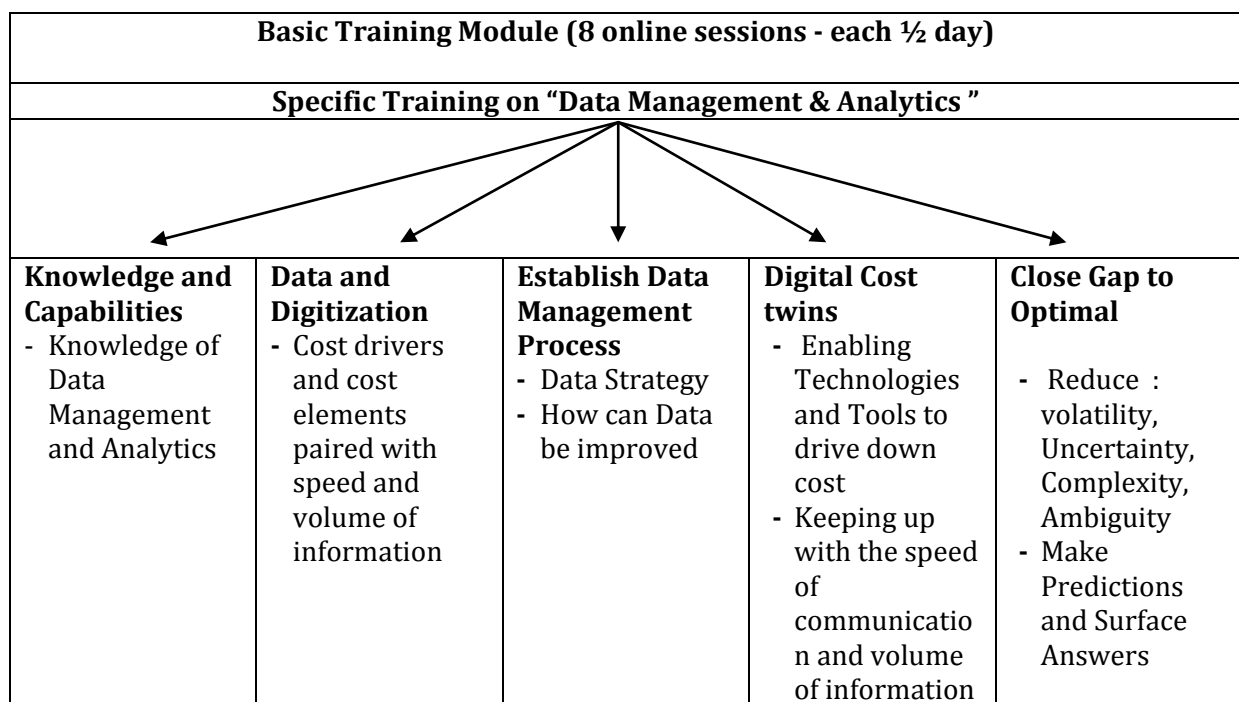 Basic Training Module (8 online sessions - each ½ day)
Specific Training on “Data Management & Analytics ”
Knowledge and
Capabilities
- Knowledge of
Data
Management
and Analytics
Data and
Digitization
- Cost drivers
and cost
elements
paired with
speed and
volume of
information
Establish Data
Management
Process
- Data Strategy
- How can Data
be improved
Digital Cost
twins
- Enabling
Technologies
and Tools to
drive down
cost
- Keeping up
with the speed
of
communicatio
n and volume
of information
Close Gap to
Optimal
- Reduce :
volatility,
Uncertainty,
Complexity,
Ambiguity
- Make
Predictions
and Surface
Answers